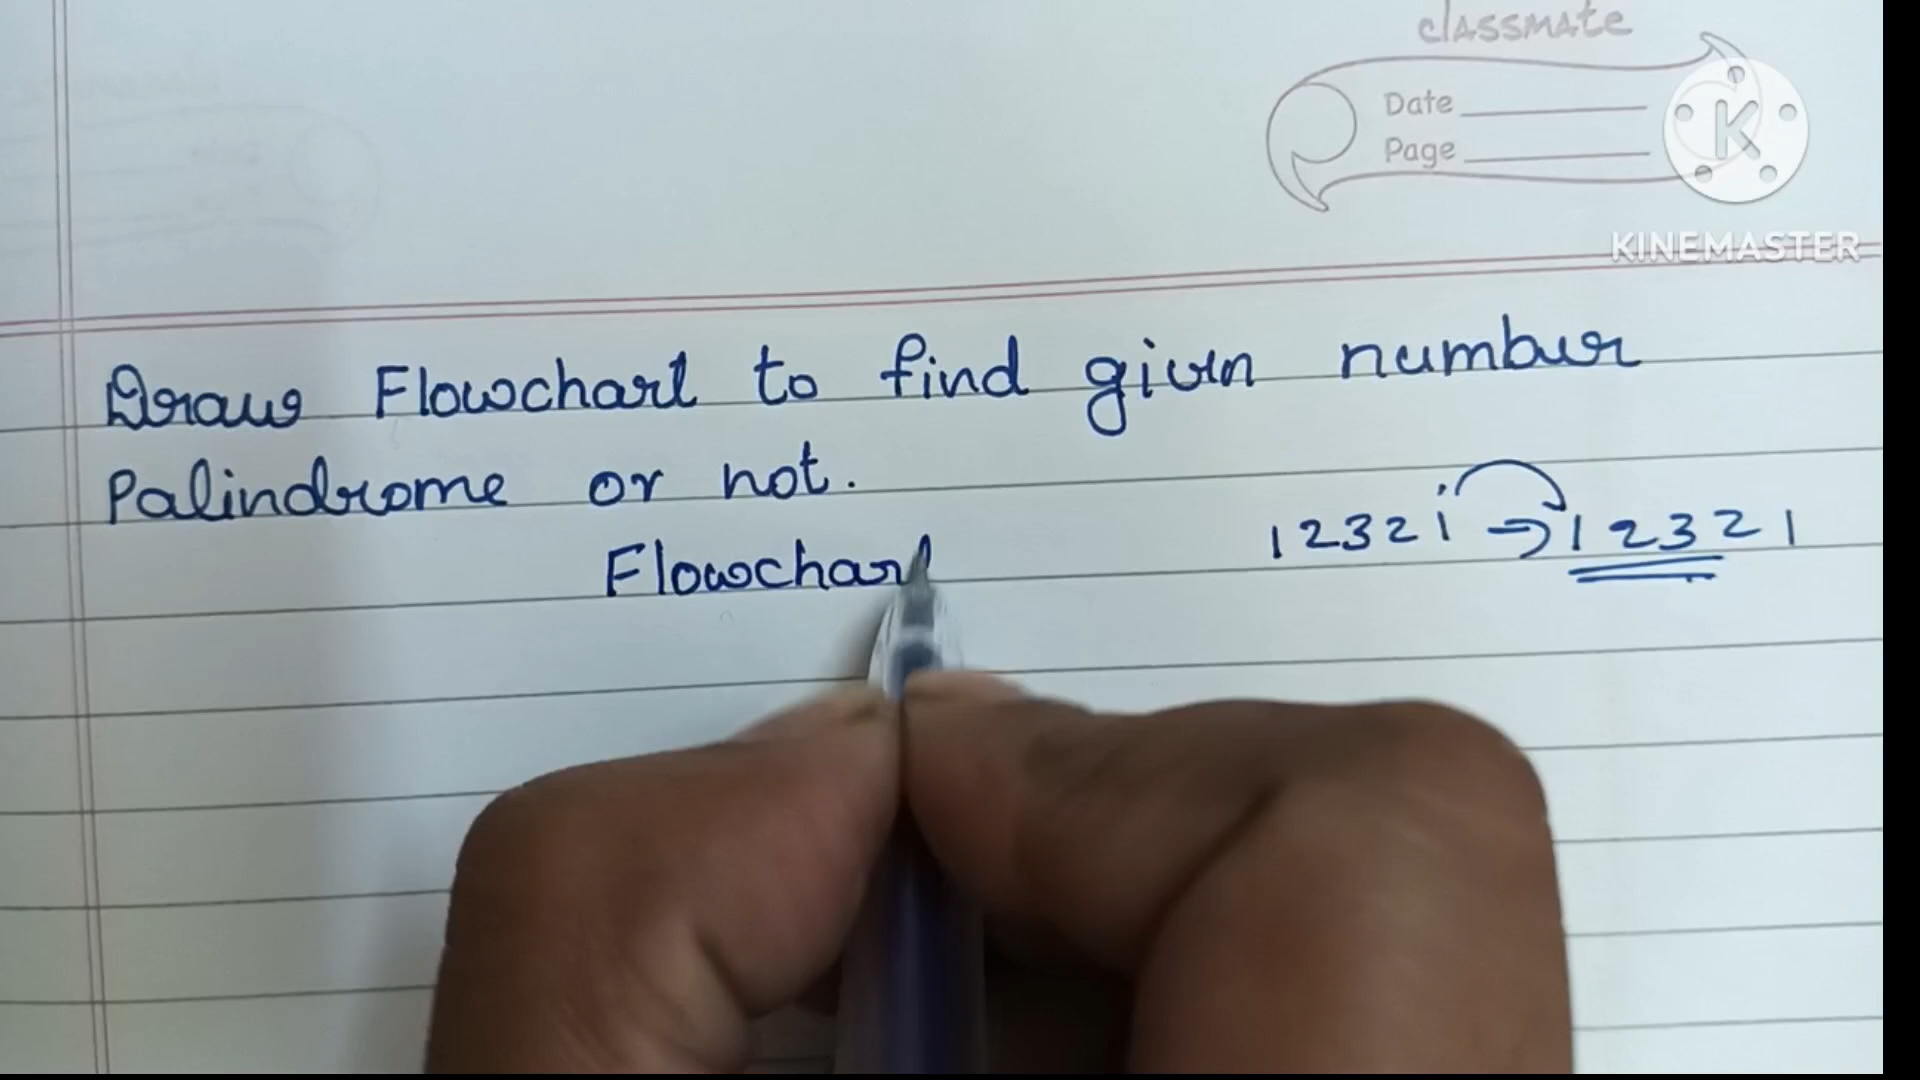 classmate
Date
Page
K
KINEMASTER
Draw Flowchart to find given number
Palindrome or not.
12321 ⇒ 12321
Flowchart